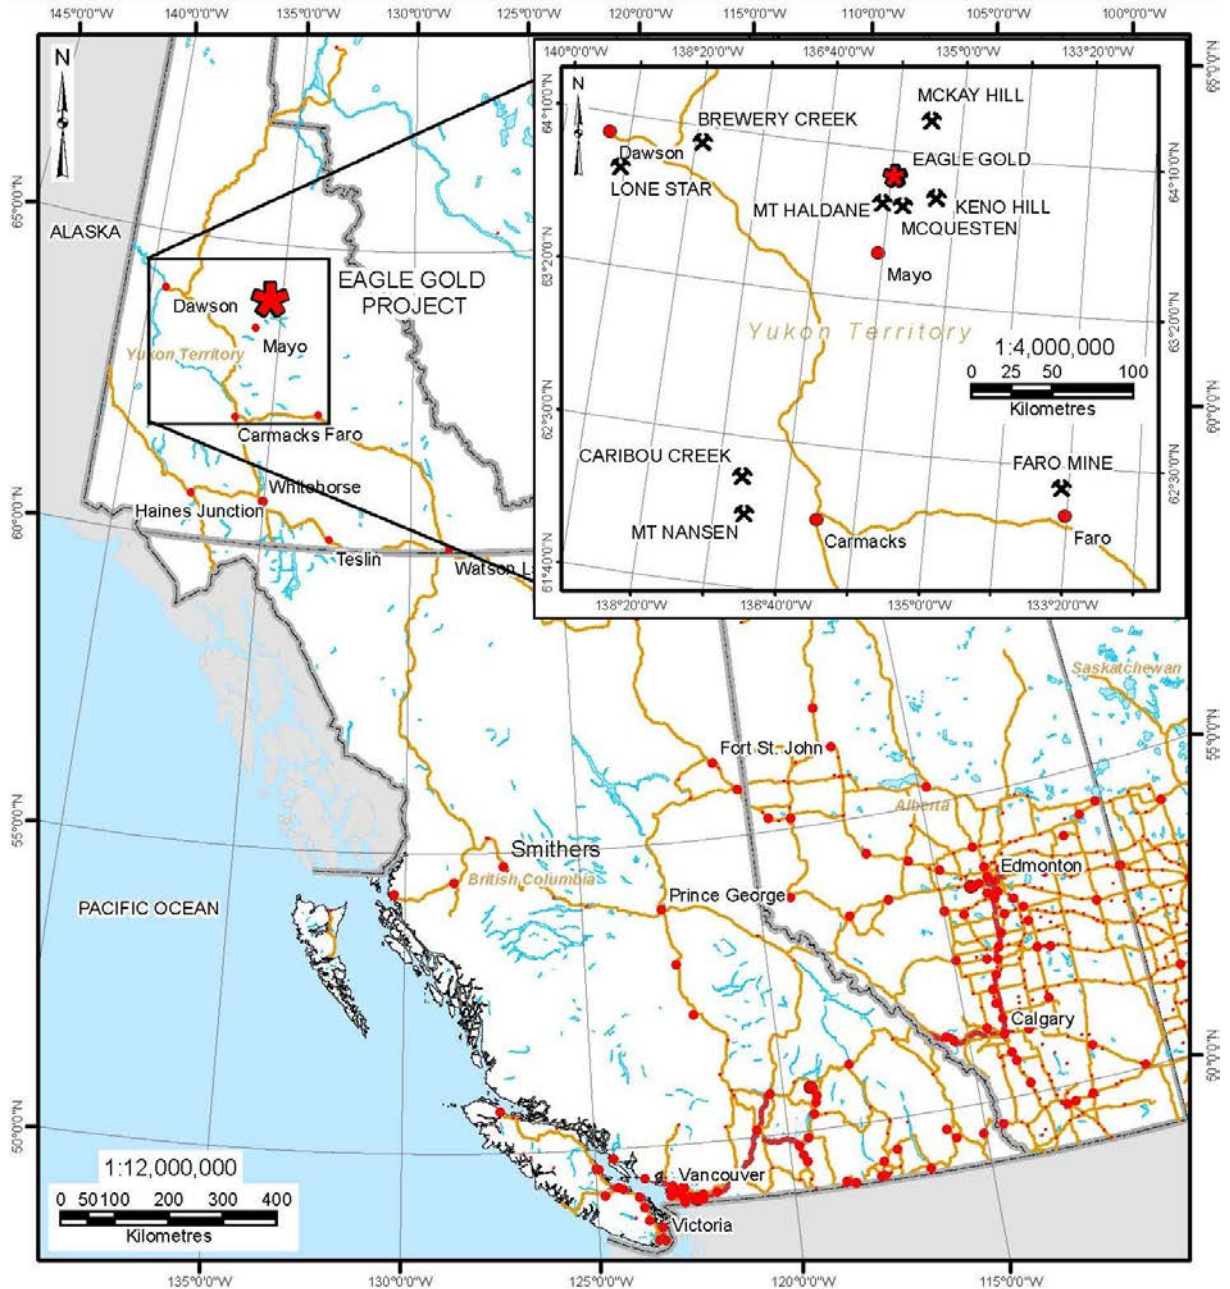 145°0'0"W
140°0'0"W
135°0'0"W
130°0'0"W
125°0'0"W
120°0'0"W
115°0'0"W
110°0'0"W
105°0'0"W
100°0'0"W
N
ALASKA
EAGLE GOLD
PROJECT
Dawson
Mayo
Yukon Territory
Carmacks
Faro
Whitehorse
Haines Junction
Teslin
Watson L
140°0'0"W
138°20'0"W
136°40'0"W
135°0'0"W
133°20'0"W
N
MCKAY HILL
BREWERY CREEK
Dawson
EAGLE GOLD
LONE STAR
MT HALDANE
KENO HILL
MCQUESTEN
Mayo
Yukon Territory
1:4,000,000
0 25 50 100
Kilometres
CARIBOU CREEK
FARO MINE
MT NANSEN
Carmacks
Faro
64°10'0"N
63°20'0"N
62°30'0"N
61°40'0"N
64°10'0"N
63°20'0"N
62°30'0"N
138°20'0"W
136°40'0"W
135°0'0"W
133°20'0"W
65°0'0"N
60°0'0"N
55°0'0"N
50°0'0"N
65°0'0"N
60°0'0"N
55°0'0"N
50°0'0"N
Saskatchewan
Fort St. John
Alberta
Smithers
British Columbia
Edmonton
Prince George
PACIFIC OCEAN
Calgary
Vancouver
Victoria
1:12,000,000
0 50 100 200 300 400
Kilometres
135°0'0"W
130°0'0"W
125°0'0"W
120°0'0"W
115°0'0"W